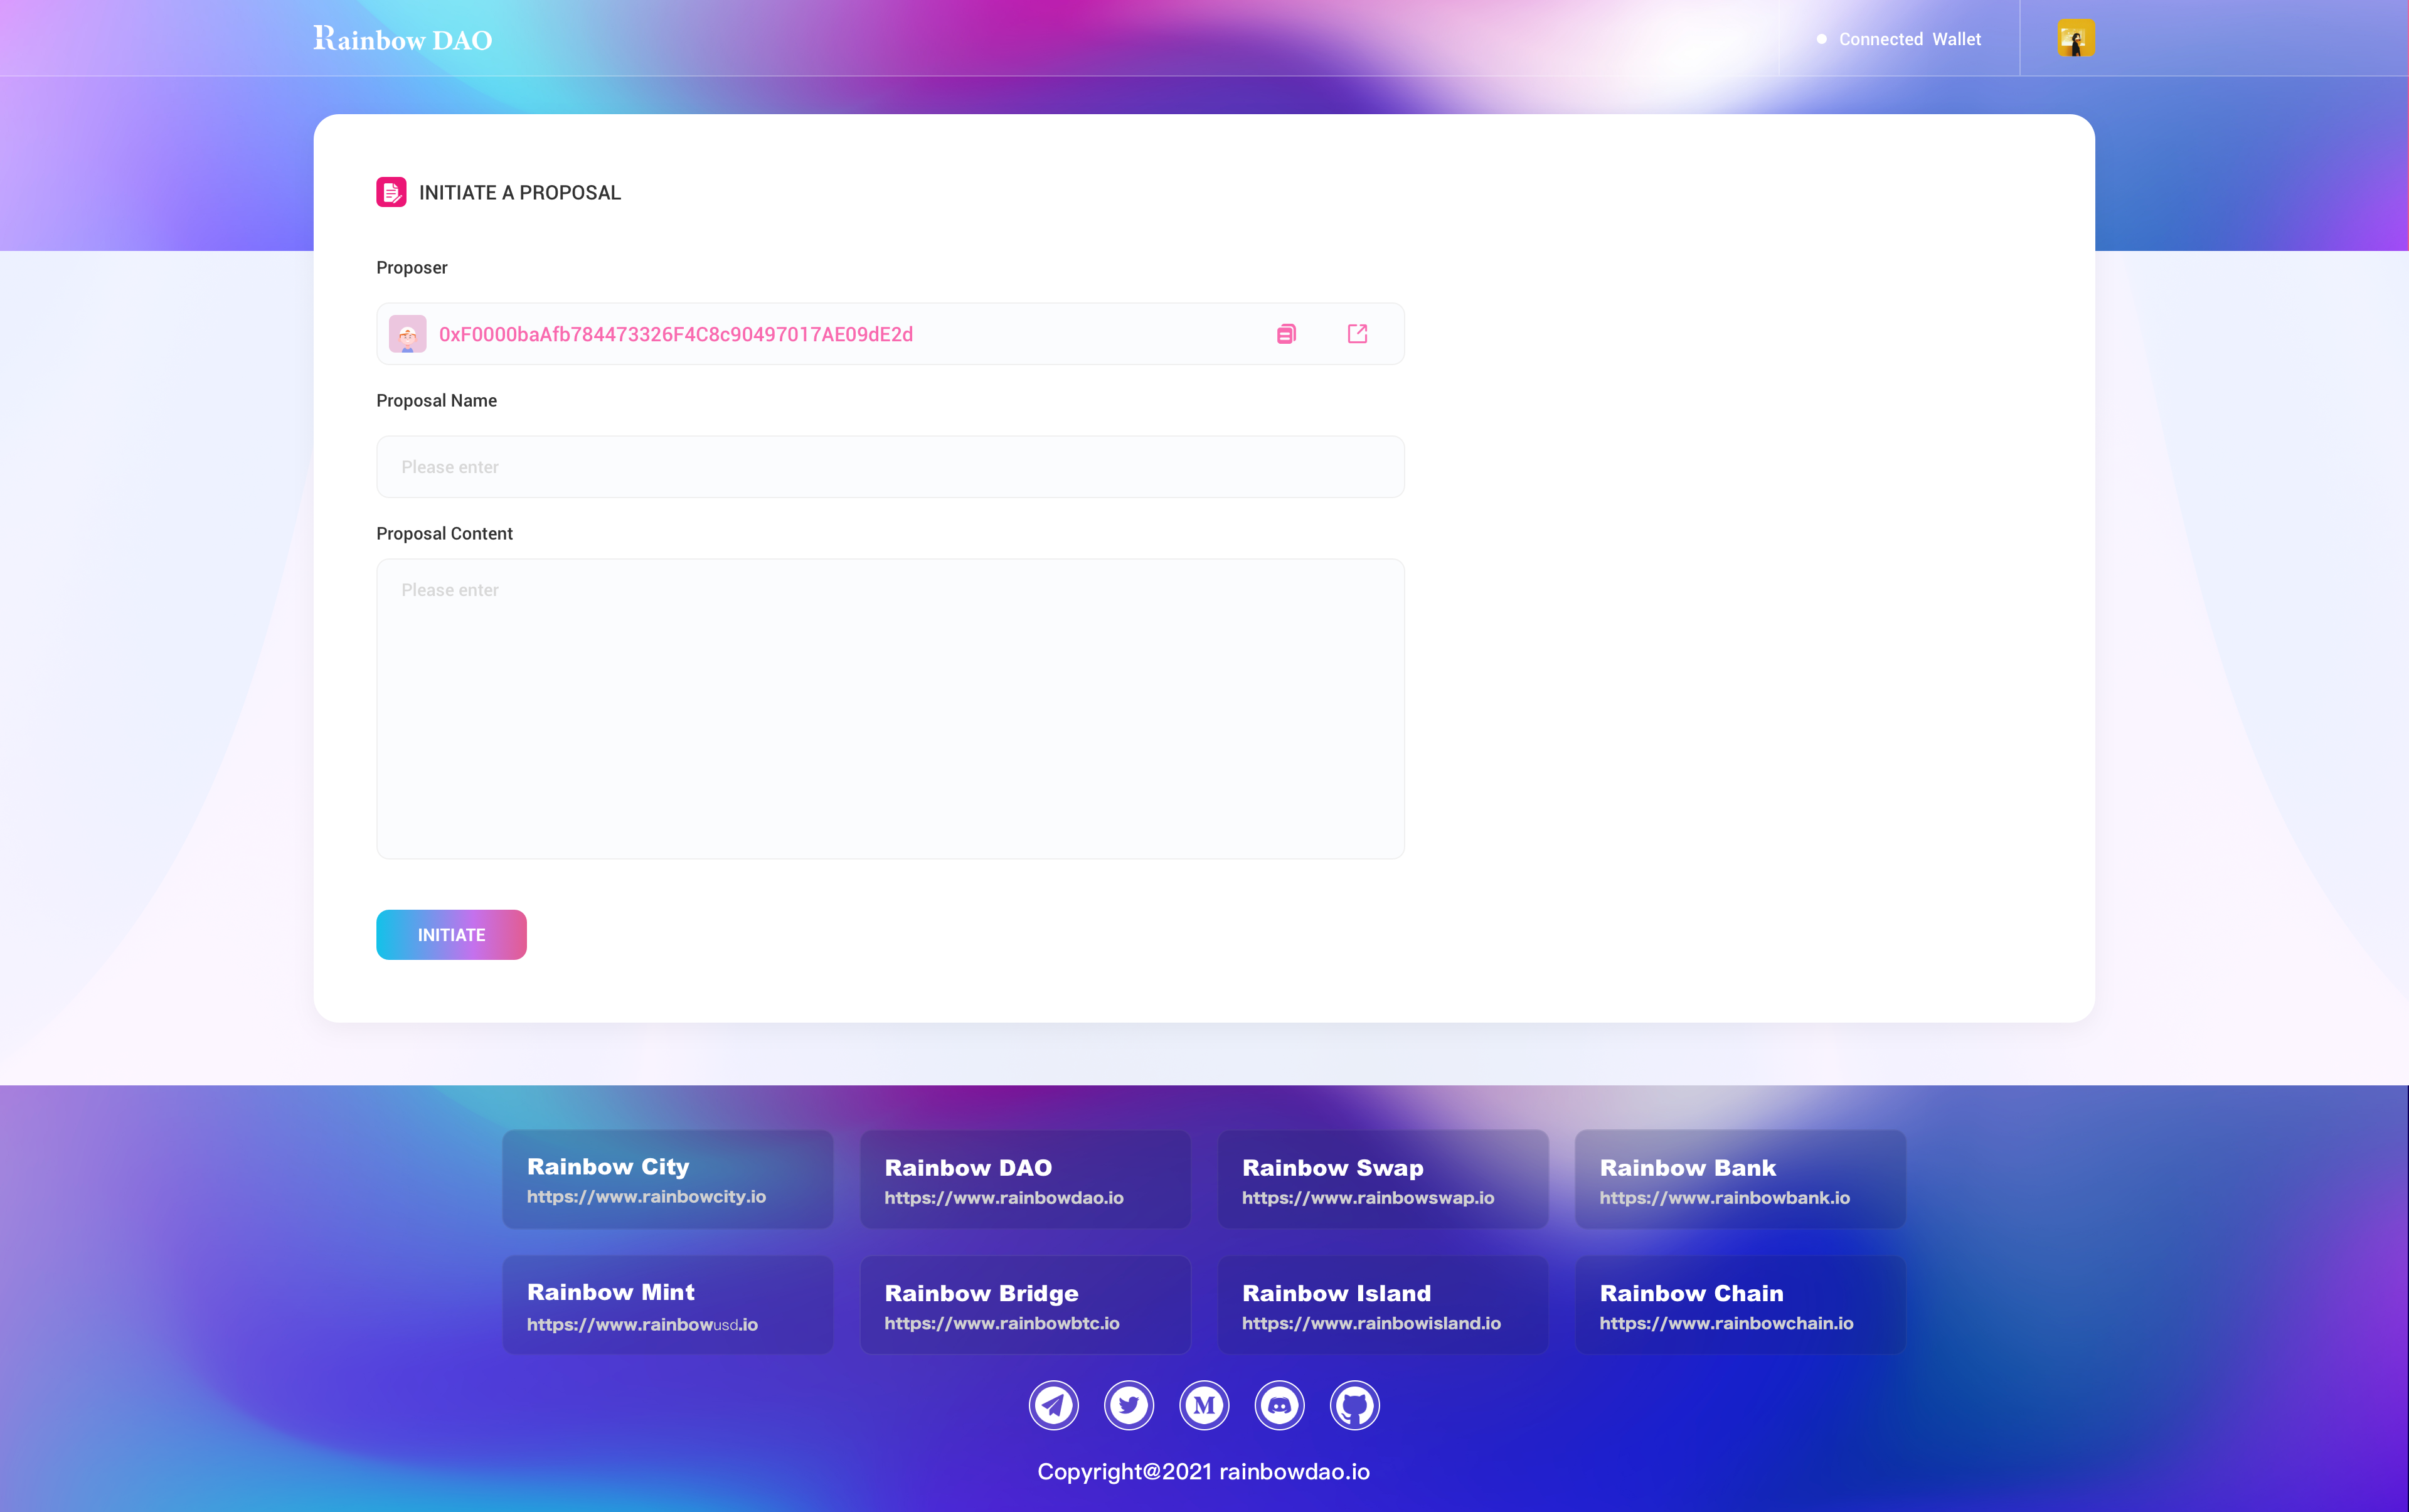 Rainbow DAO
Connected Wallet
INITIATE A PROPOSAL
Proposer
0xF0000baAfb784473326F4C8c90497017AE09dE2d
Proposal Name
Please enter
Proposal Content
Please enter
INITIATE
Rainbow City
https://www.rainbowcity.io
Rainbow DAO
https://www.rainbowdao.io
Rainbow Swap
https://www.rainbowswap.io
Rainbow Bank
https://www.rainbowbank.io
Rainbow Mint
https://www.rainbowusd.io
Rainbow Bridge
https://www.rainbowbtc.io
Rainbow Island
https://www.rainbowisland.io
Rainbow Chain
https://www.rainbowchain.io
Copyright@2021 rainbowdao.io